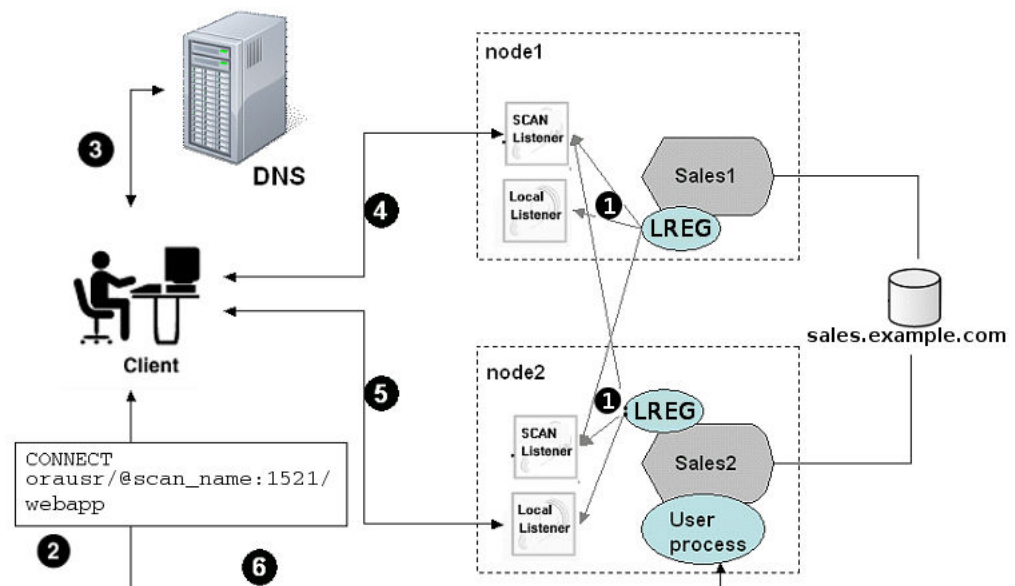 node1
SCAN
Listener
Sales1
3
DNS
Local
Listener
1
4
LREG
sales.example.com
Client
node2
5
1
LREG
SCAN
Listener
Sales2
CONNECT
orausr/@scan_name:1521/
webapp
Local
Listener
User
process
2
6